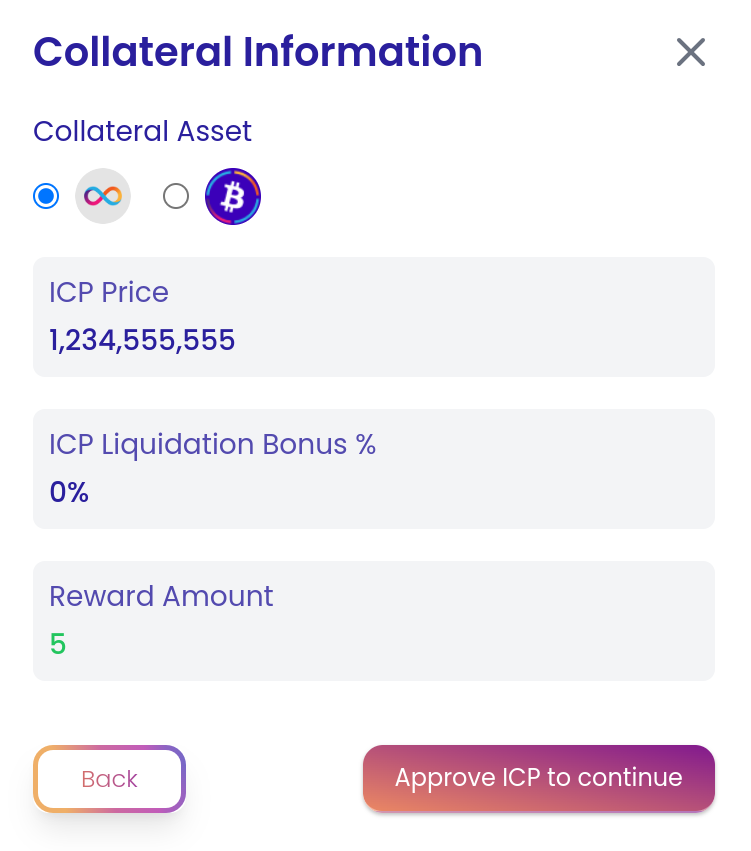 Collateral Information
Collateral Asset
ICP Price
1,234,555,555
ICP Liquidation Bonus %
0%
Reward Amount
5
Back
Approve ICP to continue